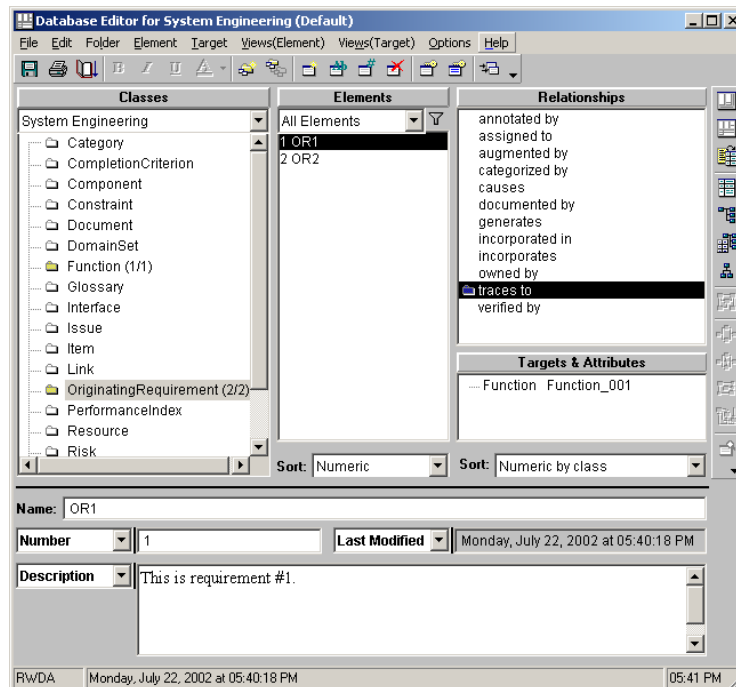 Database Editor for System Engineering (Default)
File Edit Folder Element Target Views(Element) Views(Target) Options Help
B I U A
Classes
System Engineering
Category
CompletionCriterion
Component
Constraint
Document
DomainSet
Function (1/1)
Glossary
Interface
Issue
Item
Link
OriginatingRequirement (2/2)
PerformanceIndex
Resource
Risk
Elements
All Elements
1 OR1
2 OR2
Sort: Numeric
Relationships
annotated by
assigned to
augmented by
categorized by
causes
documented by
generates
incorporated in
incorporates
owned by
traces to
verified by
Targets & Attributes
Function Function_001
Sort: Numeric by class
Name: OR1
Number 1 Last Modified Monday, July 22, 2002 at 05:40:18 PM
Description This is requirement #1.
RWDA Monday, July 22, 2002 at 05:40:18 PM 05:41 PM